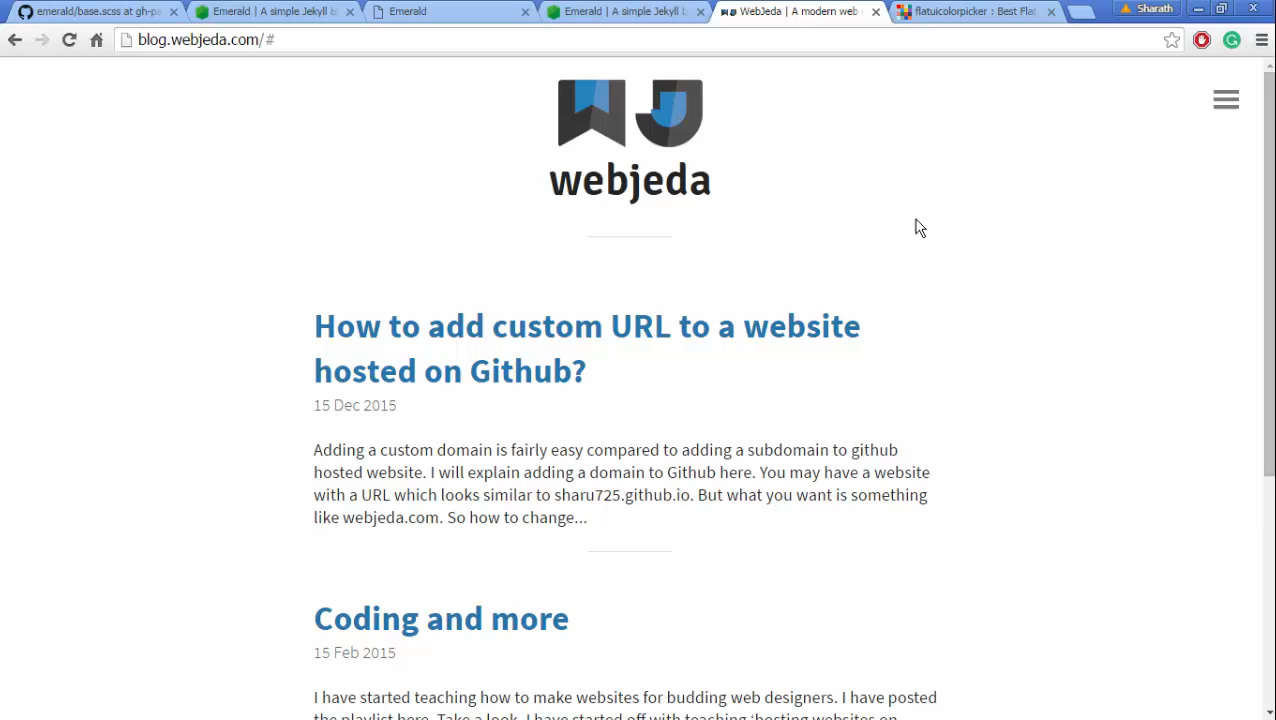 emerald/base.scss at gh-pa
Emerald | A simple Jekyll b
Emerald
Emerald | A simple Jekyll b
WebJeda | A modern web
flatuicolorpicker : Best Flat
Sharath
blog.webjeda.com/#
WJ
webjeda
How to add custom URL to a website
hosted on Github?
15 Dec 2015
Adding a custom domain is fairly easy compared to adding a subdomain to github
hosted website. I will explain adding a domain to Github here. You may have a website
with a URL which looks similar to sharu725.github.io. But what you want is something
like webjeda.com. So how to change...
Coding and more
15 Feb 2015
I have started teaching how to make websites for budding web designers. I have posted
the playlist here. Take a look. I have started off with teaching ‘hosting websites on